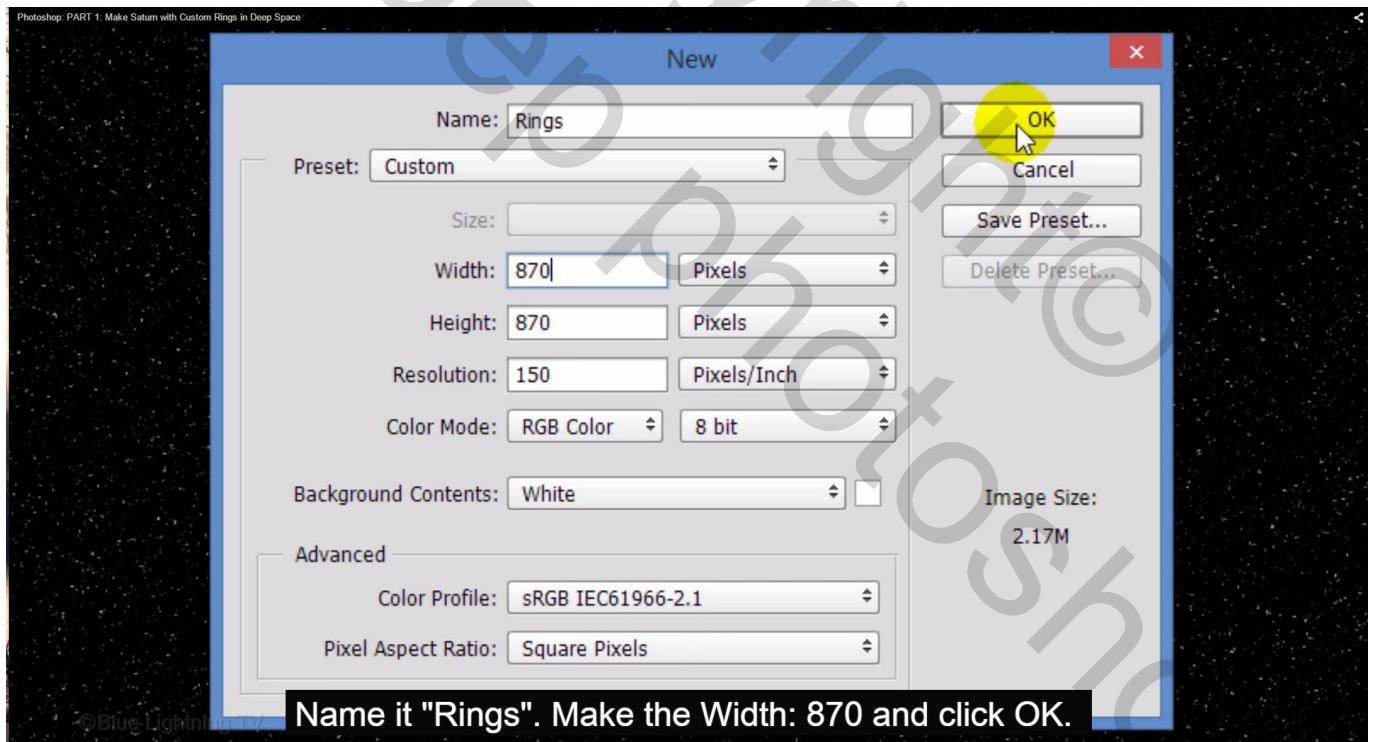 Photoshop: PART 1: Make Saturn with Custom Rings in Deep Space
New
Name: Rings
OK
Preset: Custom
Cancel
Size:
Save Preset...
Width: 870 Pixels
Delete Preset...
Height: 870 Pixels
Resolution: 150 Pixels/Inch
Color Mode: RGB Color 8 bit
Background Contents: White
Image Size:
2.17M
Advanced
Color Profile: sRGB IEC61966-2.1
Pixel Aspect Ratio: Square Pixels
©Blue Lightning TV
Name it "Rings". Make the Width: 870 and click OK.